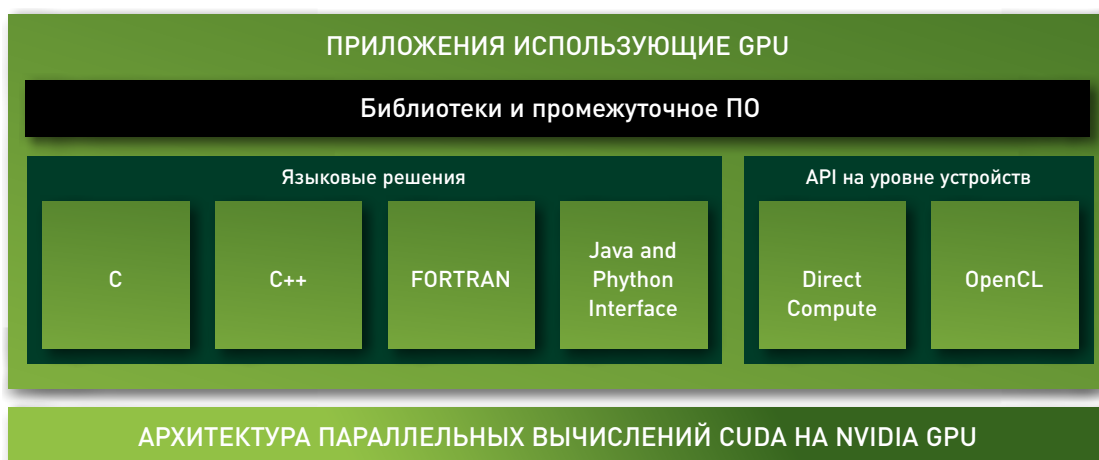 ПРИЛОЖЕНИЯ ИСПОЛЬЗУЮЩИЕ GPU
Библиотеки и промежуточное ПО
Языковые решения
C
C++
FORTRAN
Java and
Phython
Interface
API на уровне устройств
Direct
Compute
OpenCL
АРХИТЕКТУРА ПАРАЛЛЕЛЬНЫХ ВЫЧИСЛЕНИЙ CUDA НА NVIDIA GPU